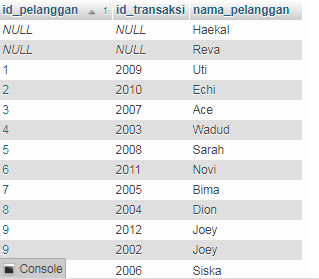 id_pelanggan 1 id_transaksi nama_pelanggan
NULL NULL Haekal
NULL NULL Reva
1 2009 Uti
2 2010 Echi
3 2007 Ace
4 2003 Wadud
5 2008 Sarah
6 2011 Novi
7 2005 Bima
8 2004 Dion
9 2012 Joey
9 2002 Joey
Console 2006 Siska